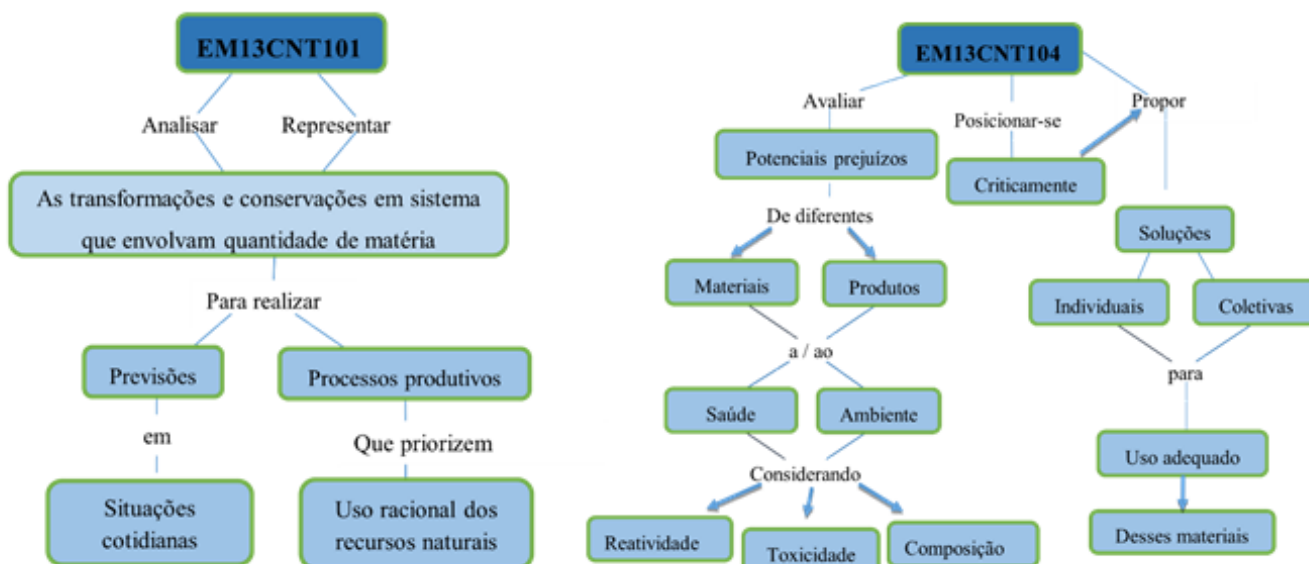 EM13CNT101
Analisar
Representar
As transformações e conservações em sistema
que envolvam quantidade de matéria
Para realizar
Previsões
Processos produtivos
em
Que priorizem
Situações
cotidianas
Uso racional dos
recursos naturais
EM13CNT104
Avaliar
Posicionar-se
Propor
Potenciais prejuízos
Criticamente
De diferentes
Soluções
Materiais
Produtos
Individuais
Coletivas
a / ao
para
Saúde
Ambiente
Considerando
Uso adequado
Reatividade
Toxicidade
Composição
Desses materiais